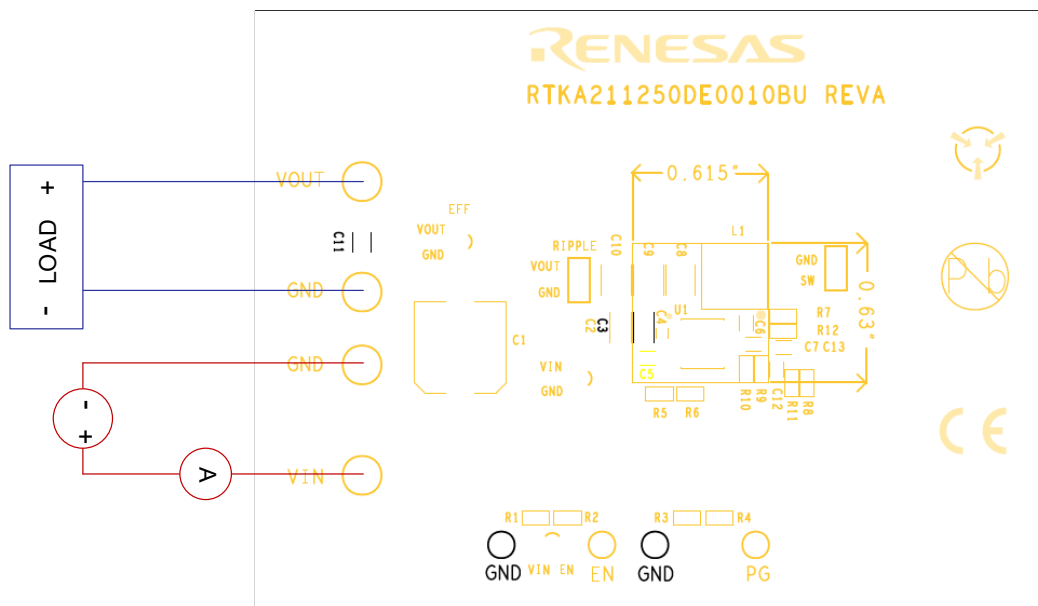 RENESAS
RTKA211250DE0010BU REVA
0.615"
VOUT
+
LOAD
-
C11
EFF
VOUT
GND
RIPPLE
VOUT
GND
C10
C9
C8
L1
GND
SW
0.63"
Pb
GND
C1
C2
C3
C4
U1
C6
R7
R12
C7 C13
GND
VIN
GND
C5
R5
R6
R10
R9
C12
R11
R8
-
+
A
VIN
CE
R1
R2
R3
R4
GND
VIN EN
EN
GND
PG